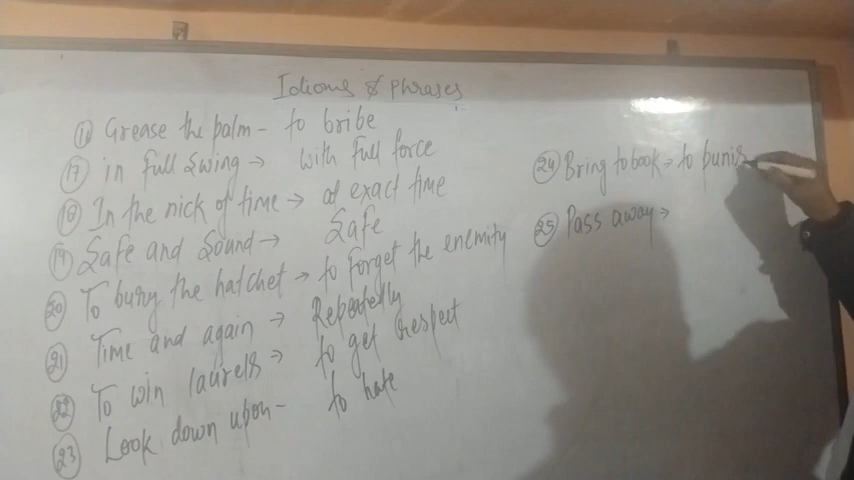 Idioms & Phrases
16 Grease the palm - to bribe
17 in full swing → with full force
18 In the nick of time → at exact time
19 Safe and Sound → Safe
20 To bury the hatchet → to forget the enemity
21 Time and again → Repeatedly
22 To win laurels → to get respect
23 Look down upon - to hate
24 Bring to book → to punis
25 Pass away →